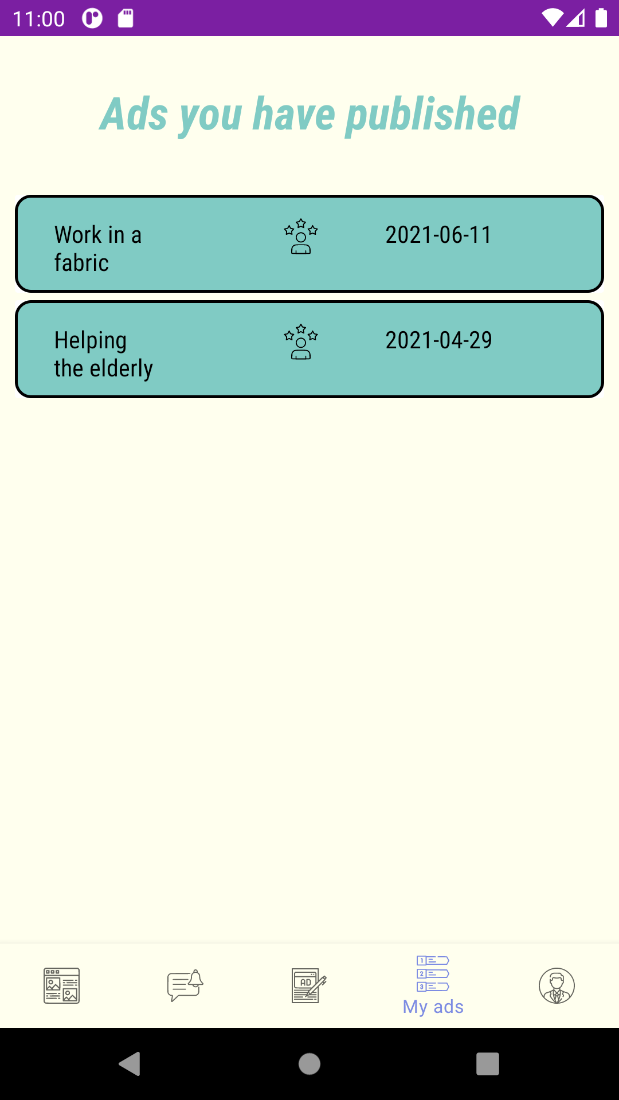 11:00
Ads you have published
Work in a
fabric
2021-06-11
Helping
the elderly
2021-04-29
AD
1
2
3
My ads